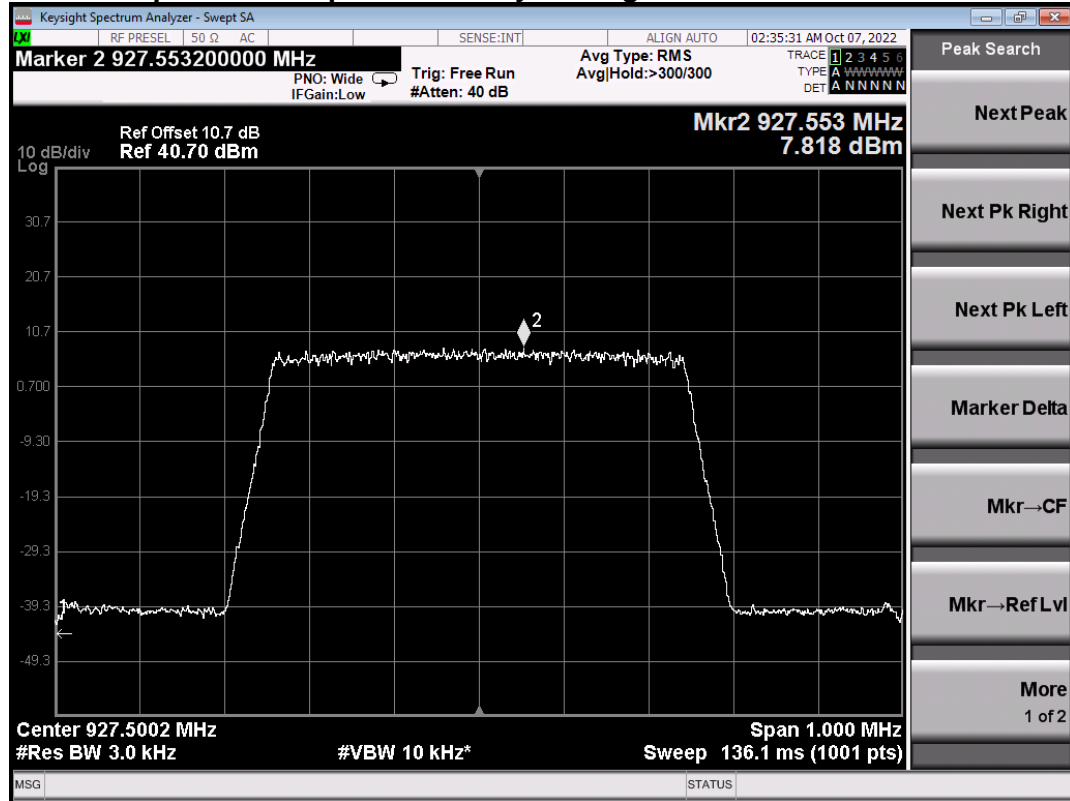 Keysight Spectrum Analyzer - Swept SA
LXI RF PRESEL 50 Ω AC SENSE:INT ALIGN AUTO 02:35:31 AM Oct 07, 2022
Marker 2 927.553200000 MHz
PNO: Wide
IFGain:Low
Trig: Free Run
#Atten: 40 dB
Avg Type: RMS
Avg|Hold:>300/300
TRACE 1 2 3 4 5 6
TYPE A WWWWW
DET A N N N N N
Peak Search
Next Peak
Next Pk Right
Next Pk Left
Marker Delta
Mkr→CF
Mkr→Ref Lvl
More
1 of 2
Mkr2 927.553 MHz
7.818 dBm
Ref Offset 10.7 dB
10 dB/div Ref 40.70 dBm
Log
30.7
20.7
10.7
0.700
-9.30
-19.3
-29.3
-39.3
-49.3
2
Center 927.5002 MHz Span 1.000 MHz
#Res BW 3.0 kHz #VBW 10 kHz* Sweep 136.1 ms (1001 pts)
MSG STATUS